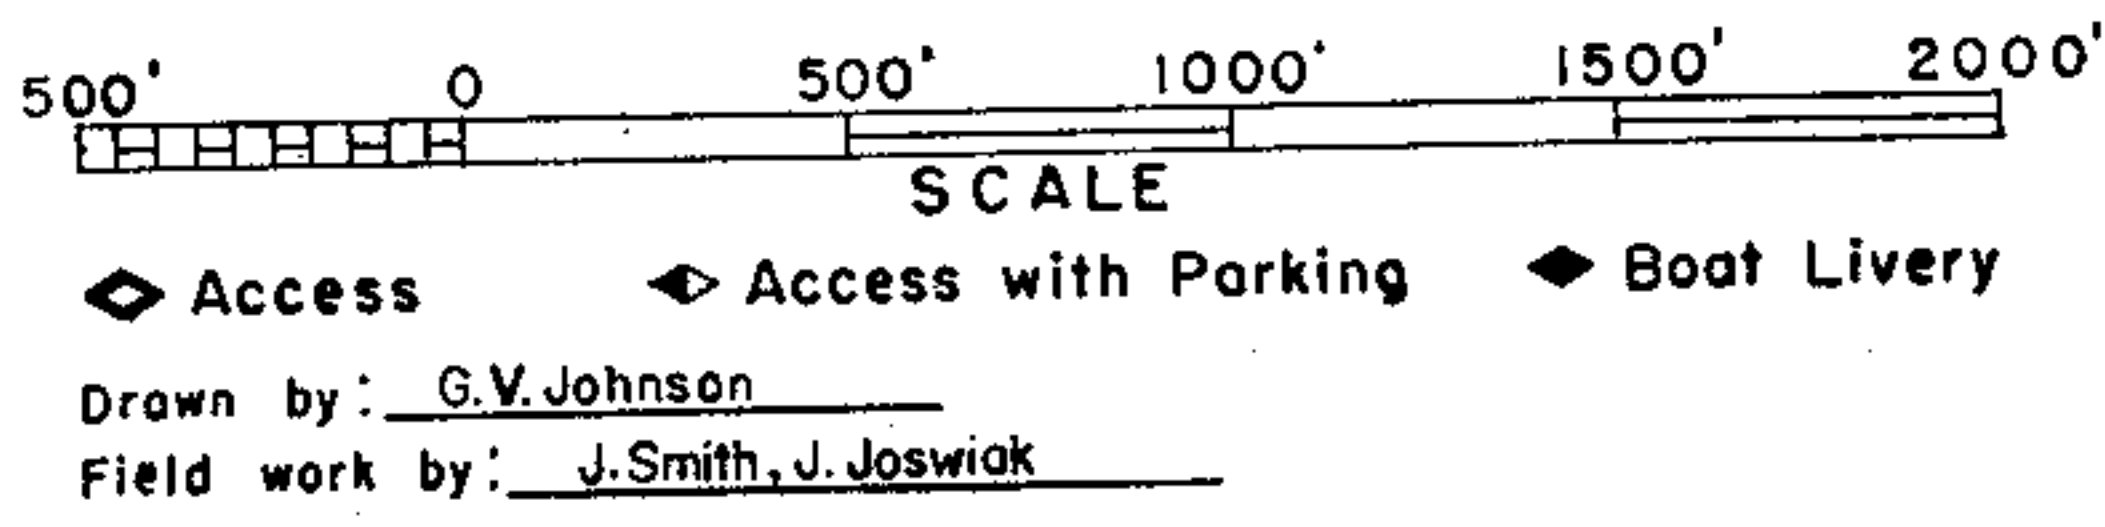 500' 0 500' 1000' 1500' 2000'
SCALE
Access Access with Parking Boat Livery
Drawn by: G.V. Johnson
Field work by: J. Smith, J. Joswiak